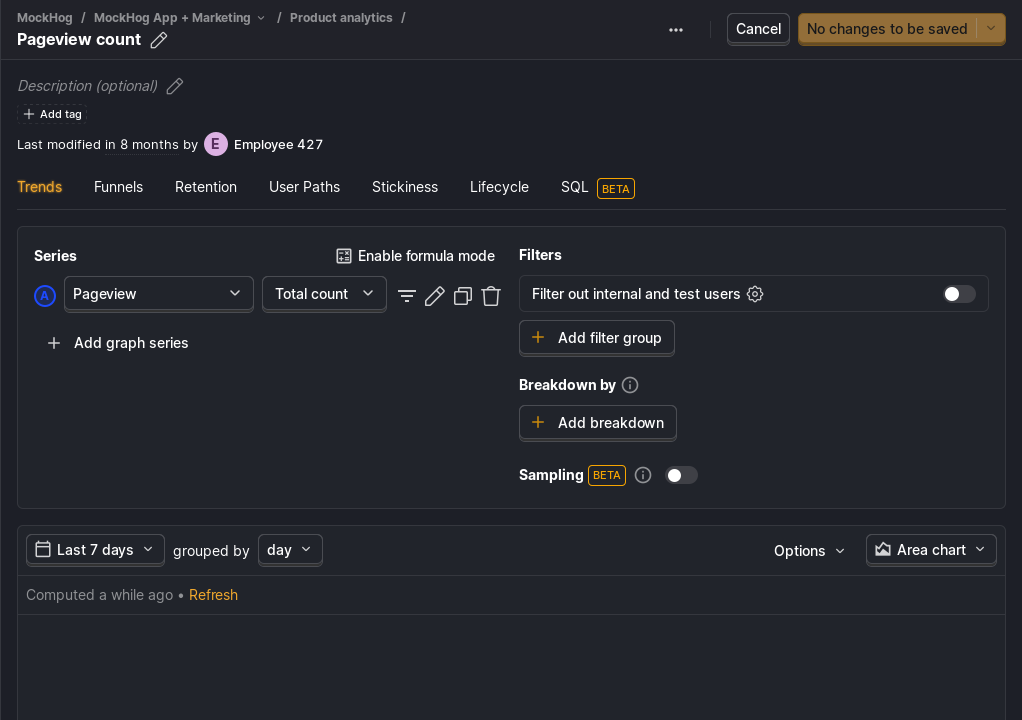 MockHog / MockHog App + Marketing / Product analytics /
Pageview count
Cancel
No changes to be saved
Description (optional)
Add tag
Last modified in 8 months by E Employee 427
Trends Funnels Retention User Paths Stickiness Lifecycle SQL BETA
Series
Enable formula mode
A Pageview Total count
Add graph series
Filters
Filter out internal and test users
Add filter group
Breakdown by
Add breakdown
Sampling BETA
Last 7 days grouped by day
Options
Area chart
Computed a while ago • Refresh